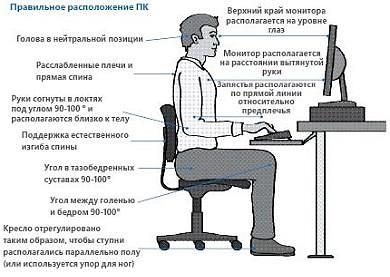 Правильное расположение ПК
Верхний край монитора
располагается на уровне
глаз
Голова в нейтральной позиции
Монитор располагается
на расстоянии вытянутой
руки
Расслабленные плечи и
прямая спина
Запястья располагаются
по прямой линии
относительно
предплечья
Руки согнуты в локтях
под углом 90-100 ° и
располагаются близко к телу
Поддержка естественного
изгиба спины
Угол в тазобедренных
суставах 90-100°
Угол между голенью
и бедром 90-100°
Кресло отрегулировано
таким образом, чтобы ступни
располагались параллельно полу
(или используется упор для ног)